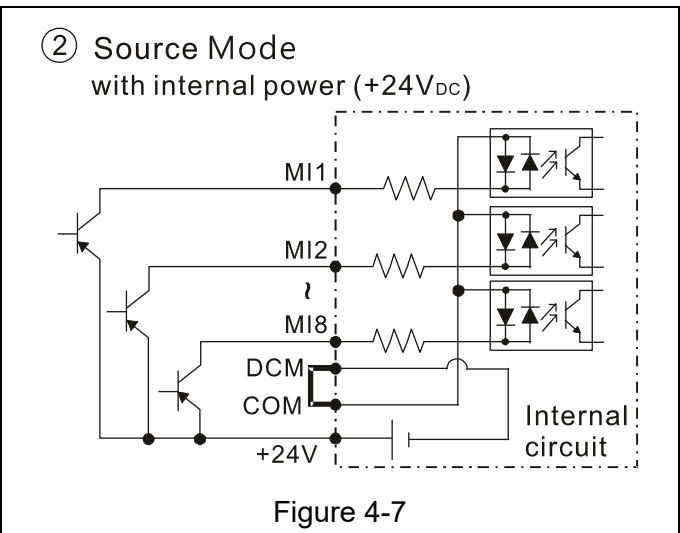 ② Source Mode
with internal power (+24VDC)
MI1
MI2
~
MI8
DCM
COM
+24V
Internal
circuit
Figure 4-7